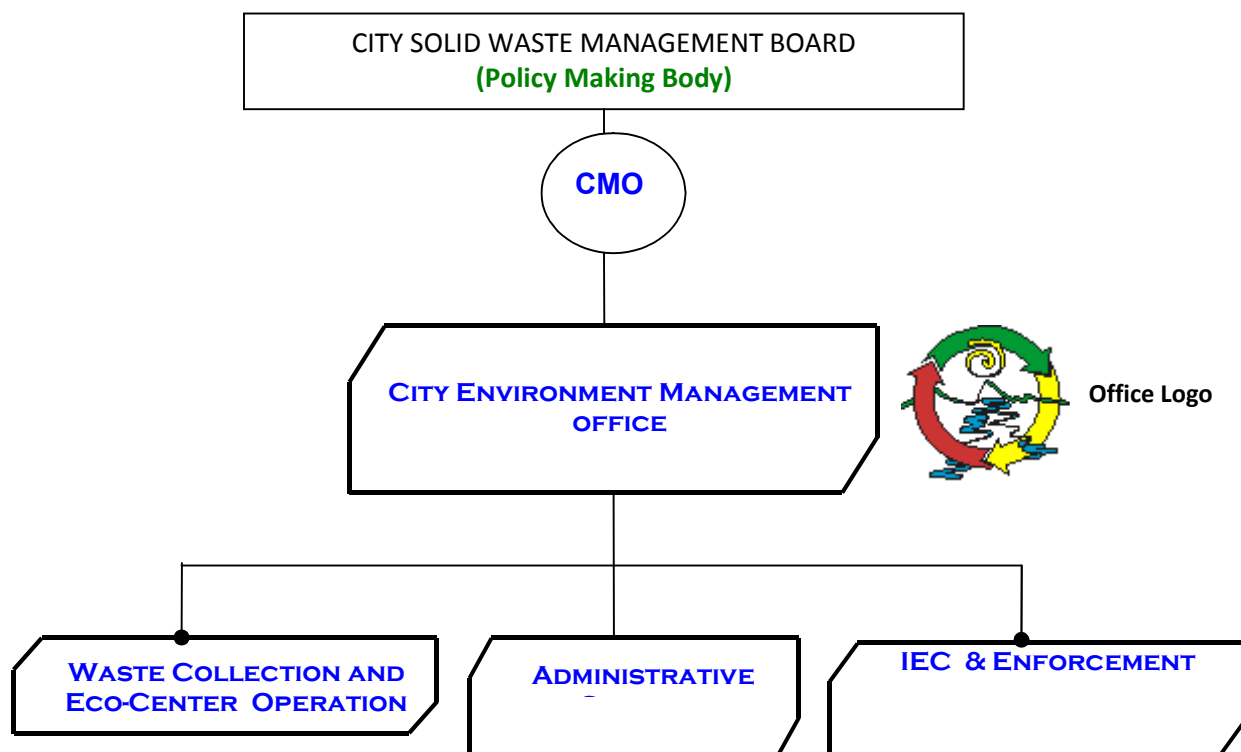 CITY SOLID WASTE MANAGEMENT BOARD
(Policy Making Body)
CMO
CITY ENVIRONMENT MANAGEMENT
OFFICE
Office Logo
WASTE COLLECTION AND
ECO-CENTER OPERATION
ADMINISTRATIVE
IEC & ENFORCEMENT